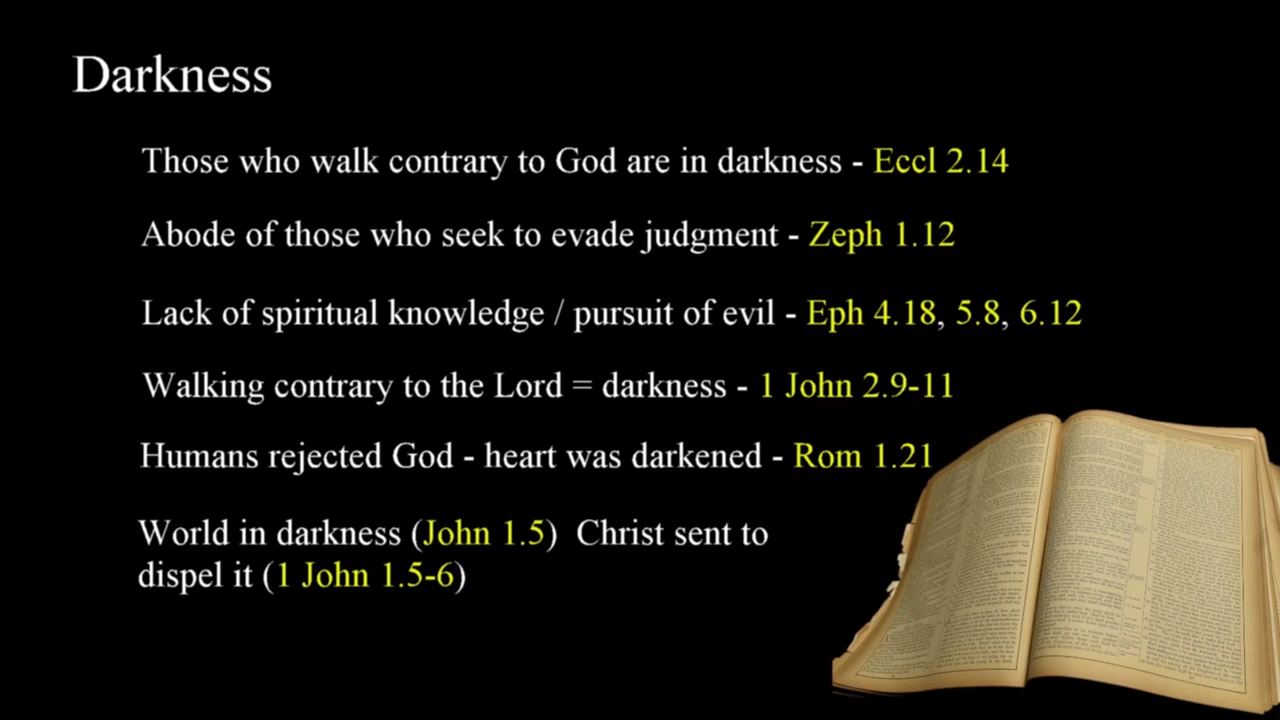 Darkness
Those who walk contrary to God are in darkness - Eccl 2.14
Abode of those who seek to evade judgment - Zeph 1.12
Lack of spiritual knowledge / pursuit of evil - Eph 4.18, 5.8, 6.12
Walking contrary to the Lord = darkness - 1 John 2.9-11
Humans rejected God - heart was darkened - Rom 1.21
World in darkness (John 1.5)  Christ sent to
dispel it (1 John 1.5-6)